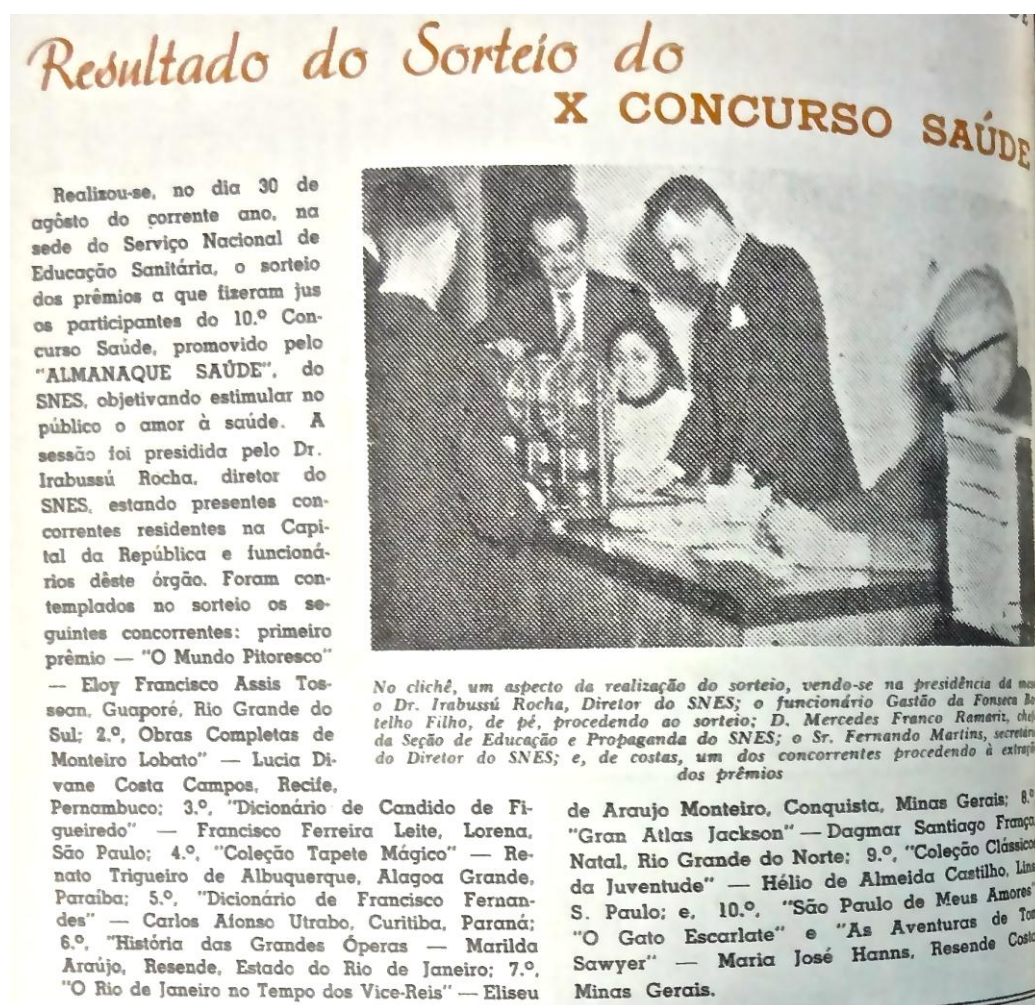 Resultado do Sorteio do
X CONCURSO SAÚDE
Realizou-se, no dia 30 de
agôsto do corrente ano, na
sede do Serviço Nacional de
Educação Sanitária, o sorteio
dos prêmios a que fizeram jus
os participantes do 10.º Con-
curso Saúde, promovido pelo
"ALMANAQUE SAÚDE", do
SNES, objetivando estimular no
público o amor à saúde. A
sessão foi presidida pelo Dr.
Irabussú Rocha, diretor do
SNES, estando presentes con-
correntes residentes na Capi-
tal da República e funcioná-
rios dêste órgão. Foram con-
templados no sorteio os se-
guintes concorrentes: primeiro
prêmio — "O Mundo Pitoresco"
— Eloy Francisco Assis Tos-
sean, Guaporé, Rio Grande do
Sul; 2.º, Obras Completas de
Monteiro Lobato" — Lucia Di-
vane Costa Campos, Recife,
Pernambuco; 3.º, "Dicionário de Candido de Fi-
gueiredo" — Francisco Ferreira Leite, Lorena,
São Paulo; 4.º, "Coleção Tapete Mágico" — Re-
nato Trigueiro de Albuquerque, Alagoa Grande,
Paraíba; 5.º, "Dicionário de Francisco Fernan-
des" — Carlos Afonso Utrabo, Curitiba, Paraná;
6.º, "História das Grandes Óperas — Marilda
Araújo, Resende, Estado do Rio de Janeiro; 7.º,
"O Rio de Janeiro no Tempo dos Vice-Reis" — Eliseu
No clichê, um aspecto da realização do sorteio, vendo-se na presidência da
o Dr. Irabussú Rocha, Diretor do SNES; o funcionário Gastão da Fonseca Bo-
telho Filho, de pé, procedendo ao sorteio; D. Mercedes Franco Ramariz,
da Seção de Educação e Propaganda do SNES; o Sr. Fernando Martins,
do Diretor do SNES; e, de costas, um dos concorrentes procedendo à
dos prêmios
de Araujo Monteiro, Conquista, Minas Gerais; 8.º
"Gran Atlas Jackson" — Dagmar Santiago França,
Natal, Rio Grande do Norte; 9.º, "Coleção Clássicos
da Juventude" — Hélio de Almeida Castilho, Lins
S. Paulo; e, 10.º, "São Paulo de Meus Amores"
"O Gato Escarlate" e "As Aventuras de Tom
Sawyer" — Maria José Hanns, Resende Costa
Minas Gerais.